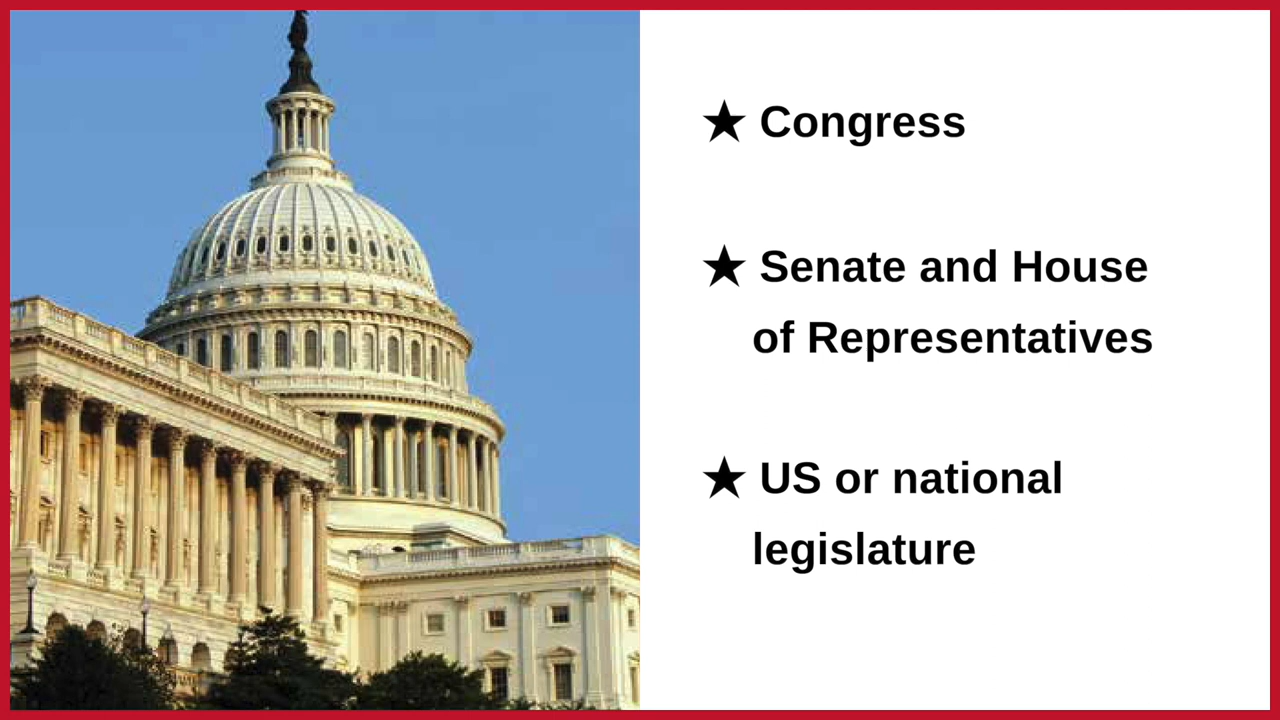 ★ Congress
★ Senate and House
of Representatives
★ US or national
legislature